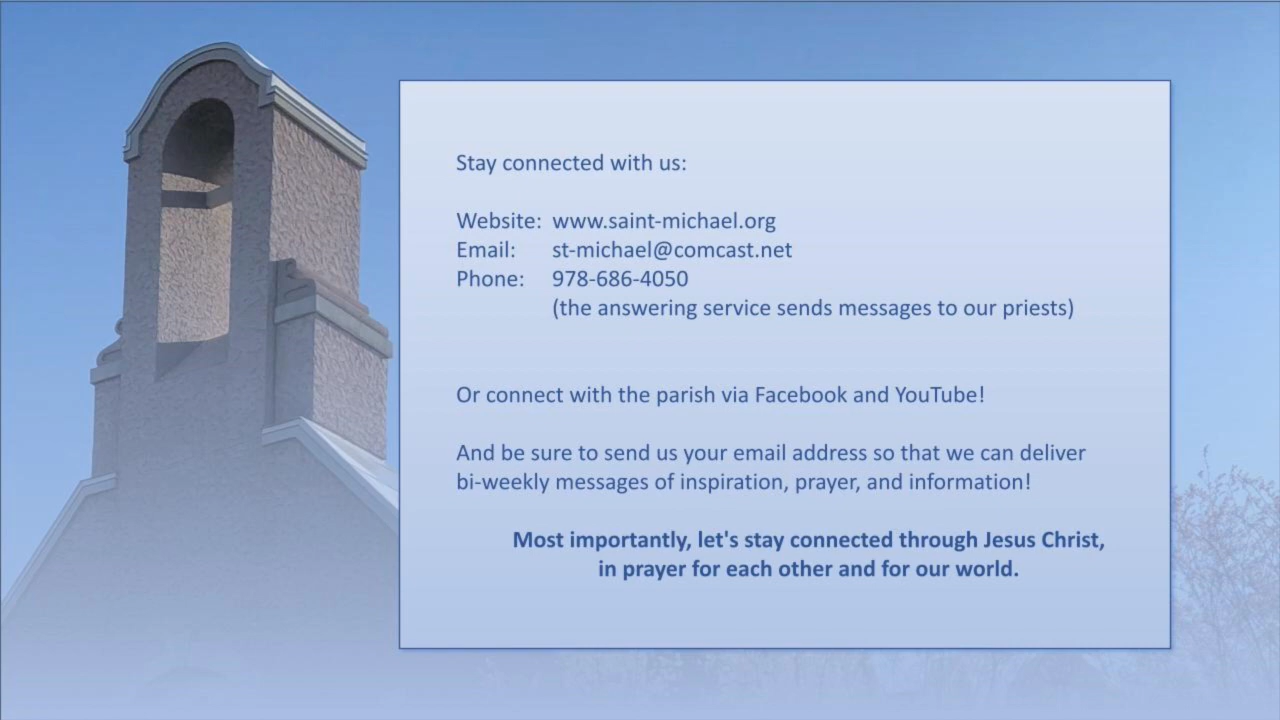 Stay connected with us:
Website: www.saint-michael.org
Email: st-michael@comcast.net
Phone: 978-686-4050
(the answering service sends messages to our priests)
Or connect with the parish via Facebook and YouTube!
And be sure to send us your email address so that we can deliver
bi-weekly messages of inspiration, prayer, and information!
Most importantly, let's stay connected through Jesus Christ,
in prayer for each other and for our world.